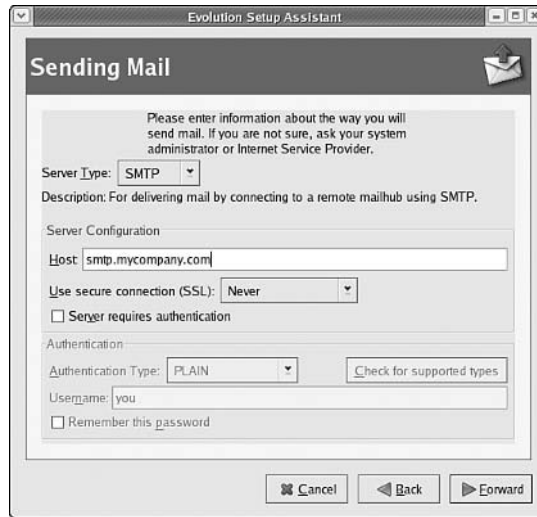 Evolution Setup Assistant
Sending Mail
Please enter information about the way you will
send mail. If you are not sure, ask your system
administrator or Internet Service Provider.
Server Type: SMTP
Description: For delivering mail by connecting to a remote mailhub using SMTP.
Server Configuration
Host: smtp.mycompany.com
Use secure connection (SSL): Never
Server requires authentication
Authentication
Authentication Type: PLAIN Check for supported types
Username: you
Remember this password
Cancel Back Forward